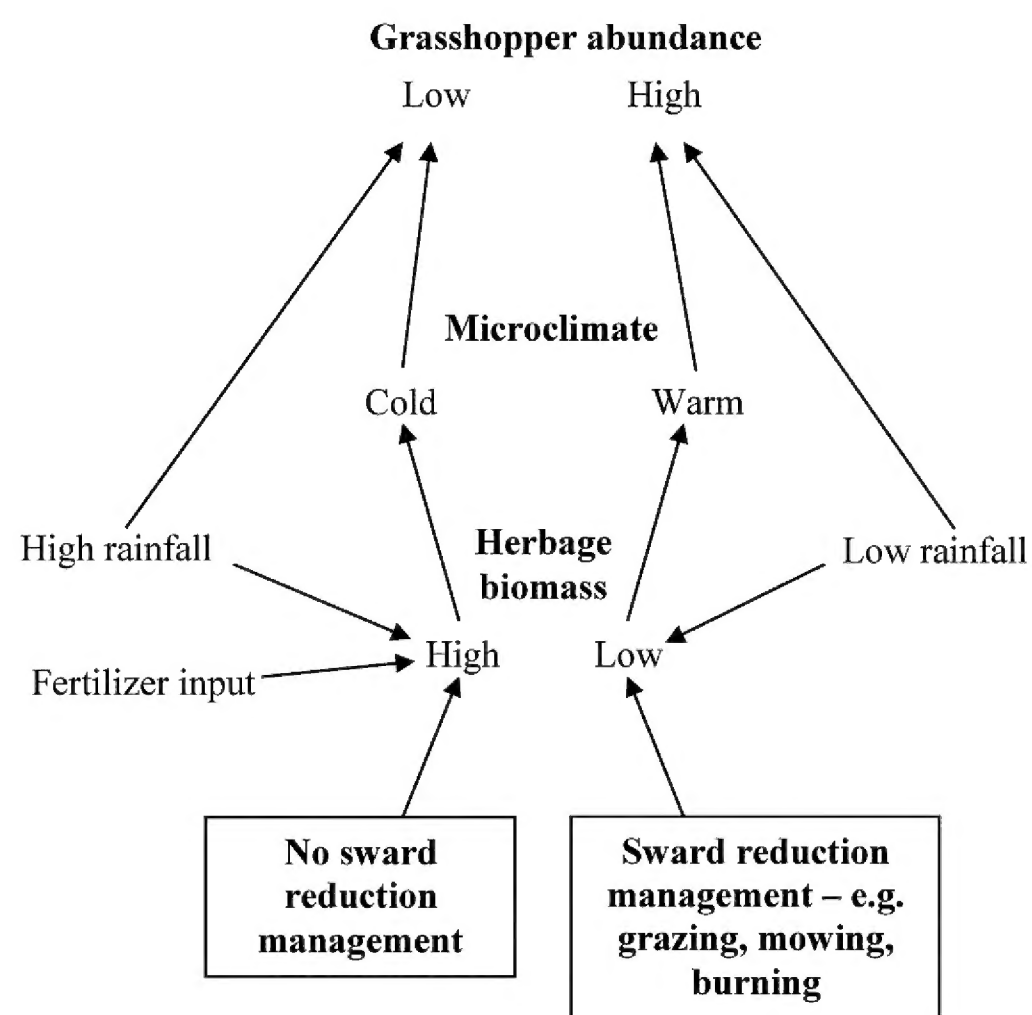 Grasshopper abundance
Low High
Microclimate
Cold Warm
High rainfall
Herbage
biomass
Low rainfall
High Low
Fertilizer input
No sward
reduction
management
Sward reduction
management – e.g.
grazing, mowing,
burning